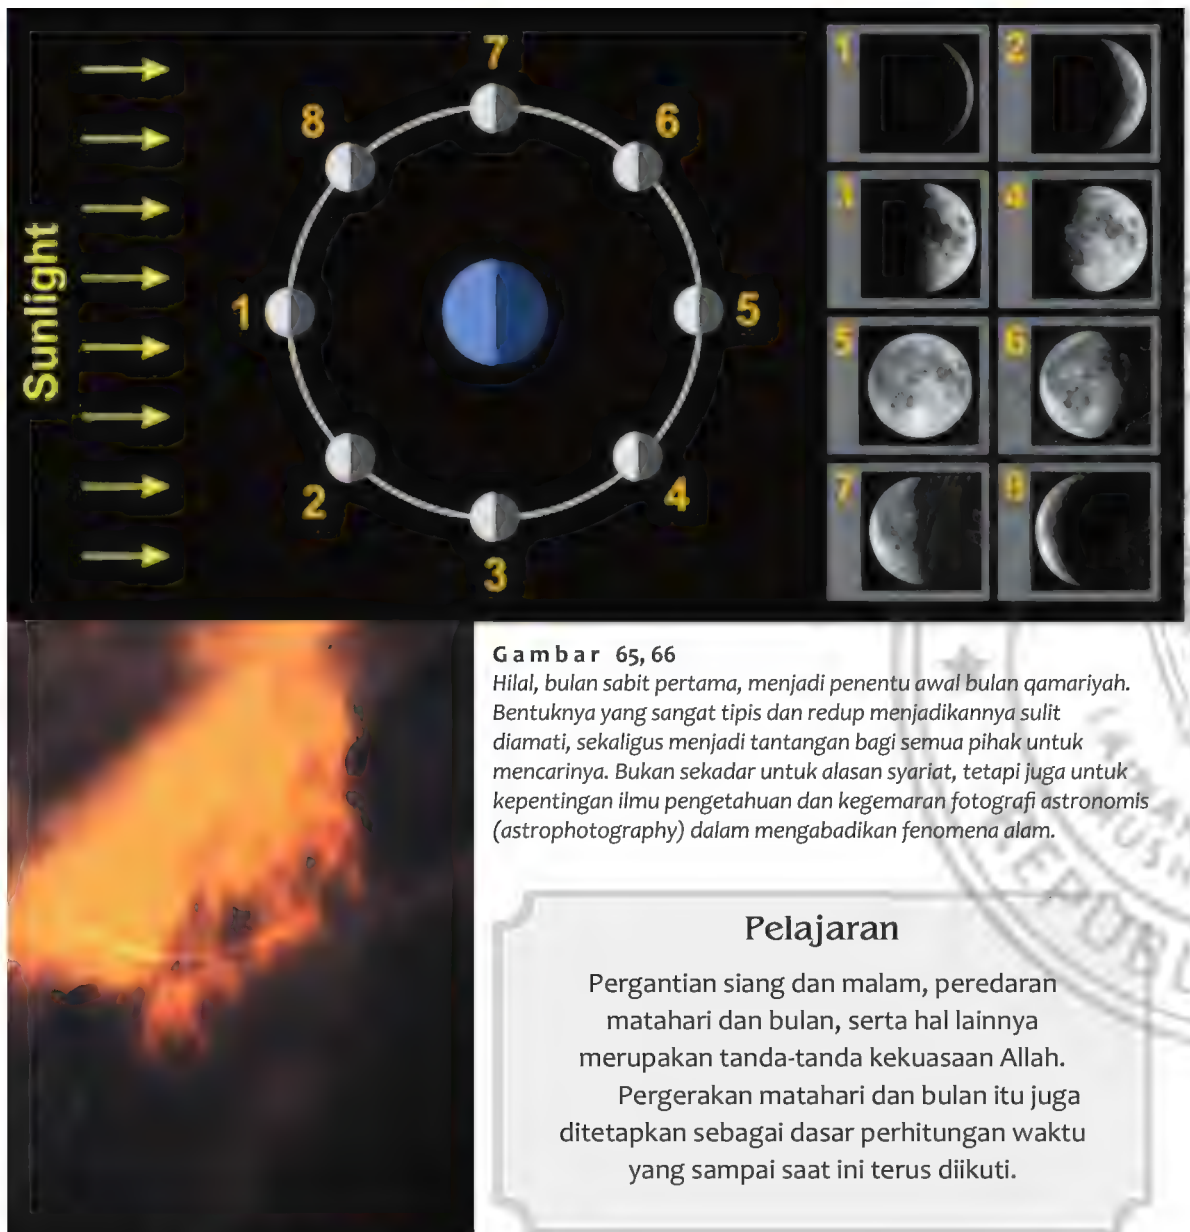 7
8
6
Sunlight
1
5
2
4
3
1
2
3
4
5
6
7
8
Gambar 65, 66
Hilal, bulan sabit pertama, menjadi penentu awal bulan qamariyah.
Bentuknya yang sangat tipis dan redup menjadikannya sulit
diamati, sekaligus menjadi tantangan bagi semua pihak untuk
mencarinya. Bukan sekadar untuk alasan syariat, tetapi juga untuk
kepentingan ilmu pengetahuan dan kegemaran fotografi astronomis
(astrophotography) dalam mengabadikan fenomena alam.
Pelajaran
Pergantian siang dan malam, peredaran
matahari dan bulan, serta hal lainnya
merupakan tanda-tanda kekuasaan Allah.
Pergerakan matahari dan bulan itu juga
ditetapkan sebagai dasar perhitungan waktu
yang sampai saat ini terus diikuti.